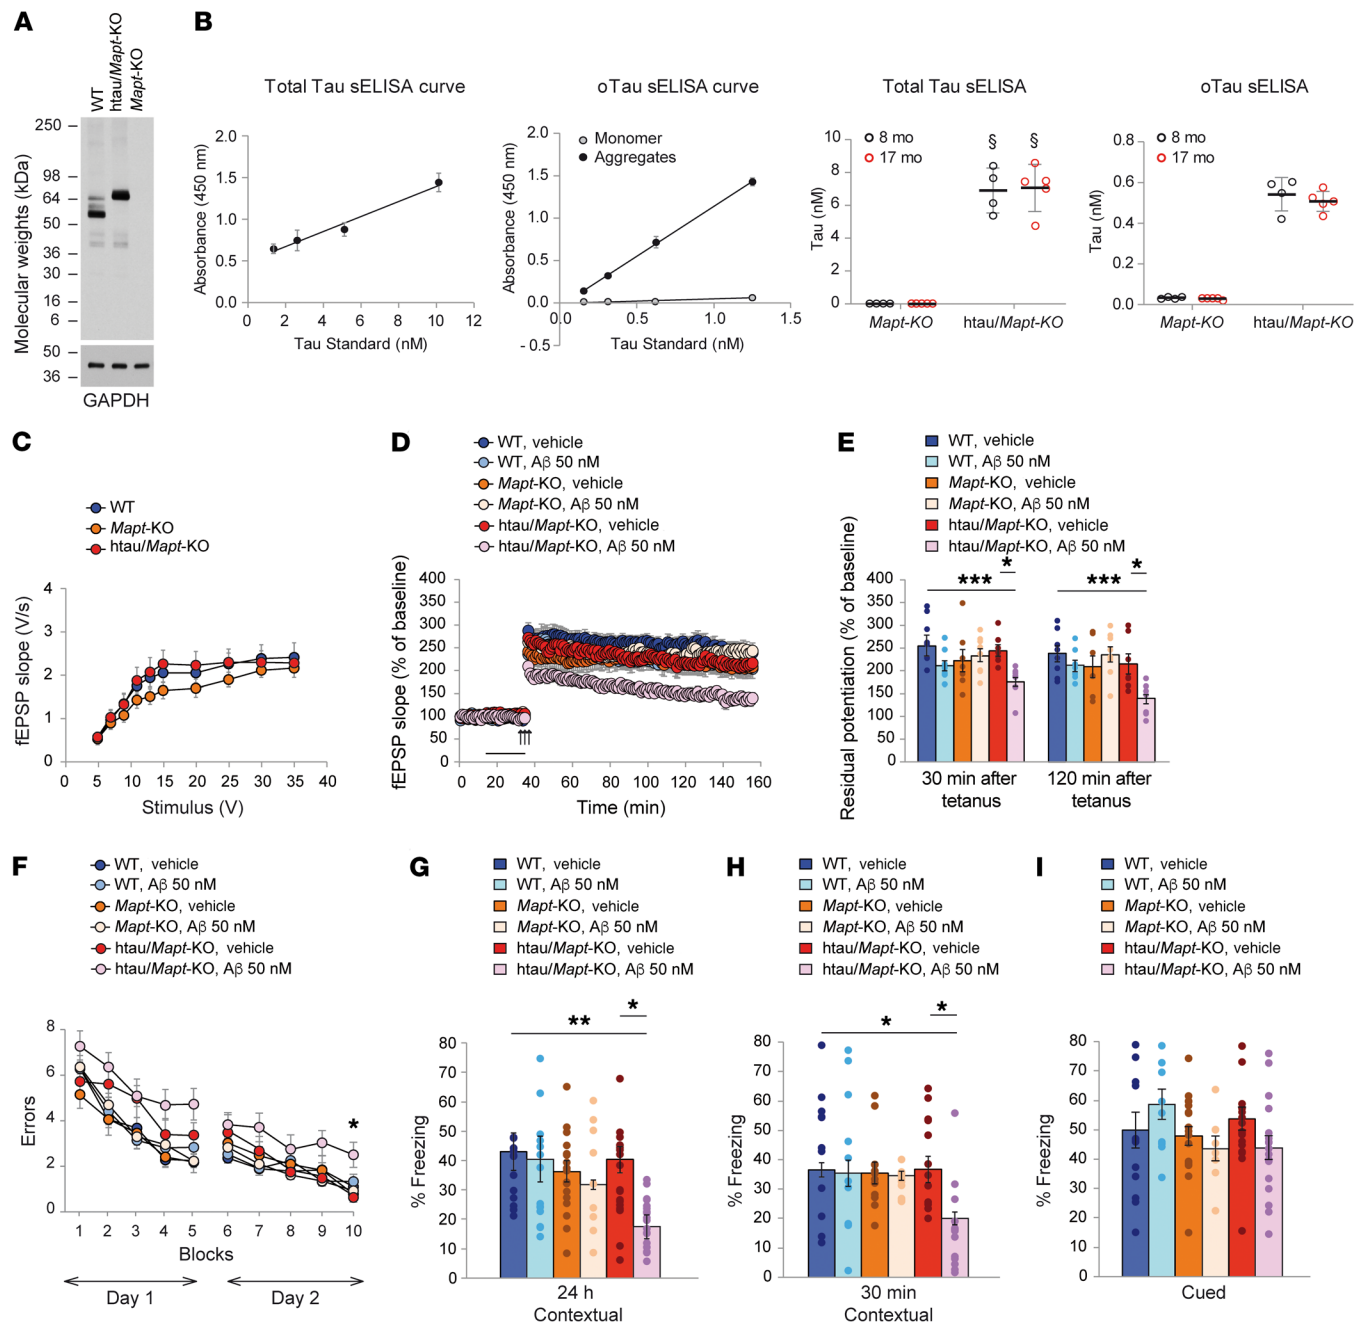 A
WT
htau/Mapt-KO
Mapt-KO
Molecular weights (kDa)
250
98
64
50
36
30
16
6
50
36
GAPDH
B
Total Tau sELISA curve
Absorbance (450 nm)
2.0
1.5
1.0
0.5
0.0
0 2 4 6 8 10 12
Tau Standard (nM)
oTau sELISA curve
Monomer
Aggregates
Absorbance (450 nm)
2.0
1.5
1.0
0.5
0.0
- 0.5
0.0 0.5 1.0 1.5
Tau Standard (nM)
Total Tau sELISA
8 mo
17 mo
§ §
Tau (nM)
10
8
6
4
2
0
Mapt-KO htau/Mapt-KO
oTau sELISA
8 mo
17 mo
Tau (nM)
0.8
0.6
0.4
0.2
0.0
Mapt-KO htau/Mapt-KO
C
WT
Mapt-KO
htau/Mapt-KO
fEPSP slope (V/s)
4
3
2
1
0
0 5 10 15 20 25 30 35 40
Stimulus (V)
D
WT, vehicle
WT, Aβ 50 nM
Mapt-KO, vehicle
Mapt-KO, Aβ 50 nM
htau/Mapt-KO, vehicle
htau/Mapt-KO, Aβ 50 nM
fEPSP slope (% of baseline)
400
350
300
250
200
150
100
50
0
0 20 40 60 80 100 120 140 160
Time (min)
E
WT, vehicle
WT, Aβ 50 nM
Mapt-KO, vehicle
Mapt-KO, Aβ 50 nM
htau/Mapt-KO, vehicle
htau/Mapt-KO, Aβ 50 nM
*** * *** *
Residual potentiation (% of baseline)
400
350
300
250
200
150
100
50
0
30 min after
tetanus
120 min after
tetanus
F
WT, vehicle
WT, Aβ 50 nM
Mapt-KO, vehicle
Mapt-KO, Aβ 50 nM
htau/Mapt-KO, vehicle
htau/Mapt-KO, Aβ 50 nM
Errors
8
6
4
2
0
*
1 2 3 4 5 6 7 8 9 10
Blocks
Day 1 Day 2
G
WT, vehicle
WT, Aβ 50 nM
Mapt-KO, vehicle
Mapt-KO, Aβ 50 nM
htau/Mapt-KO, vehicle
htau/Mapt-KO, Aβ 50 nM
** *
% Freezing
80
70
60
50
40
30
20
10
0
24 h
Contextual
H
WT, vehicle
WT, Aβ 50 nM
Mapt-KO, vehicle
Mapt-KO, Aβ 50 nM
htau/Mapt-KO, vehicle
htau/Mapt-KO, Aβ 50 nM
* *
% Freezing
80
70
60
50
40
30
20
10
0
30 min
Contextual
I
WT, vehicle
WT, Aβ 50 nM
Mapt-KO, vehicle
Mapt-KO, Aβ 50 nM
htau/Mapt-KO, vehicle
htau/Mapt-KO, Aβ 50 nM
% Freezing
80
70
60
50
40
30
20
10
0
Cued